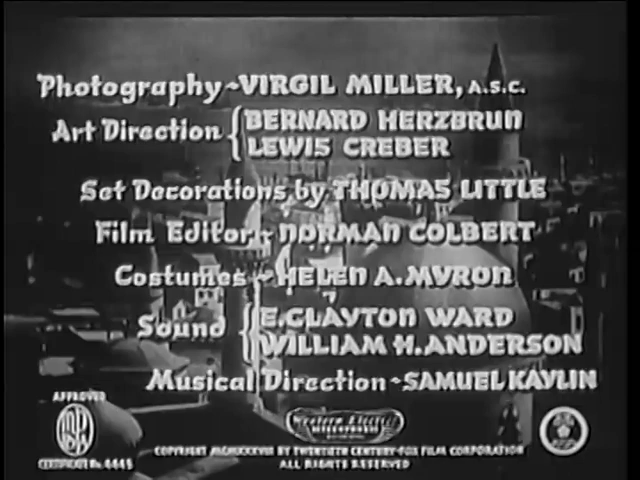 Photography~VIRGIL MILLER, A.S.C.
Art Direction { BERNARD HERZBRUN
LEWIS CREBER
Set Decorations by THOMAS LITTLE
Film Editor~NORMAN COLBERT
Costumes~HELEN A. MYRON
Sound { E. CLAYTON WARD
WILLIAM H. ANDERSON
Musical Direction~SAMUEL KAYLIN
APPROVED
CERTIFICATE No. 4445
Western Electric
COPYRIGHT MCMXXXVIII BY TWENTIETH CENTURY-FOX FILM CORPORATION
ALL RIGHTS RESERVED